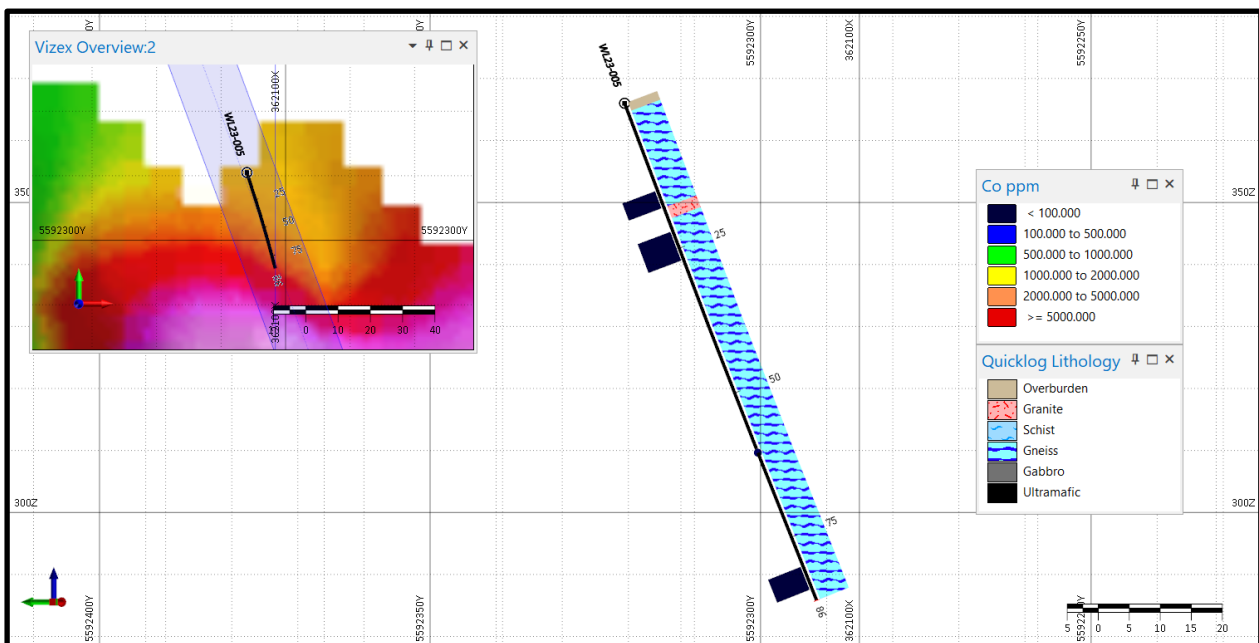 Vizex Overview:2
WL23-005
362100X
25
50
75
5592300Y
5592300Y
0 10 20 30 40
350Z
350Z
300Z
300Z
WL23-005
25
50
75
86
5592400Y
5592350Y
5592300Y
5592300Y
362100X
362100X
5592250Y
Co ppm
< 100.000
100.000 to 500.000
500.000 to 1000.000
1000.000 to 2000.000
2000.000 to 5000.000
>= 5000.000
Quicklog Lithology
Overburden
Granite
Schist
Gneiss
Gabbro
Ultramafic
5 0 5 10 15 20